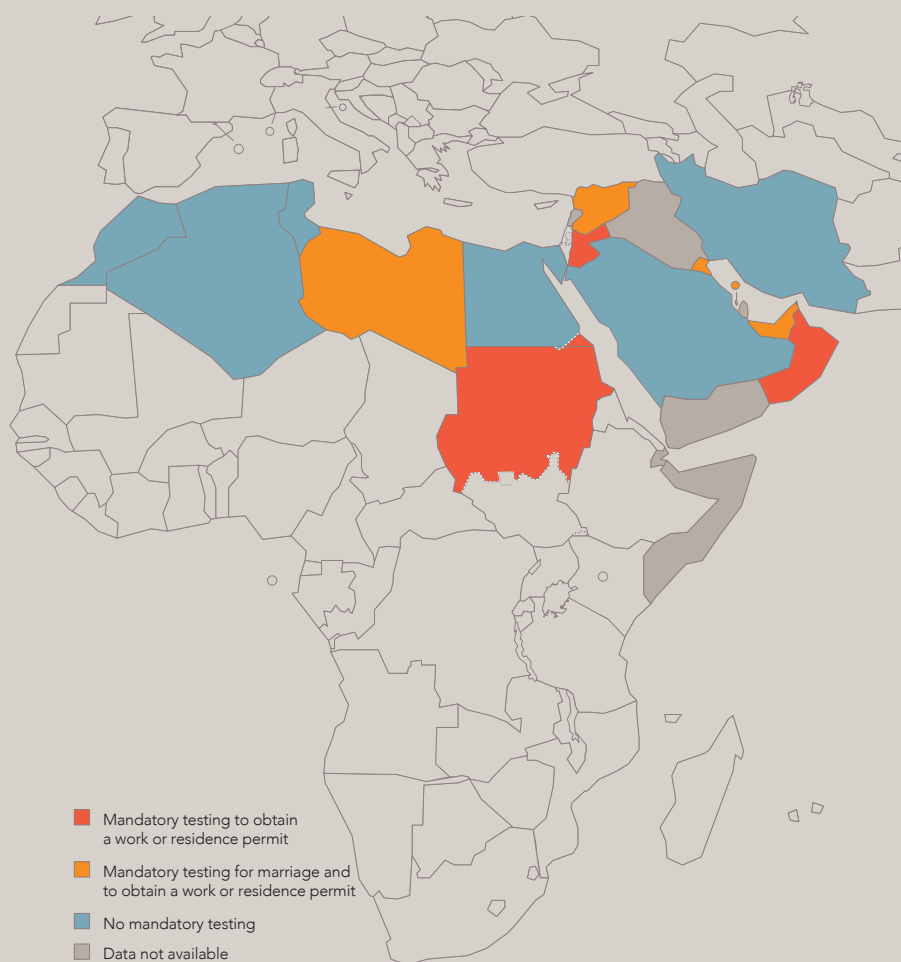 Mandatory testing to obtain
a work or residence permit
Mandatory testing for marriage and
to obtain a work or residence permit
No mandatory testing
Data not available